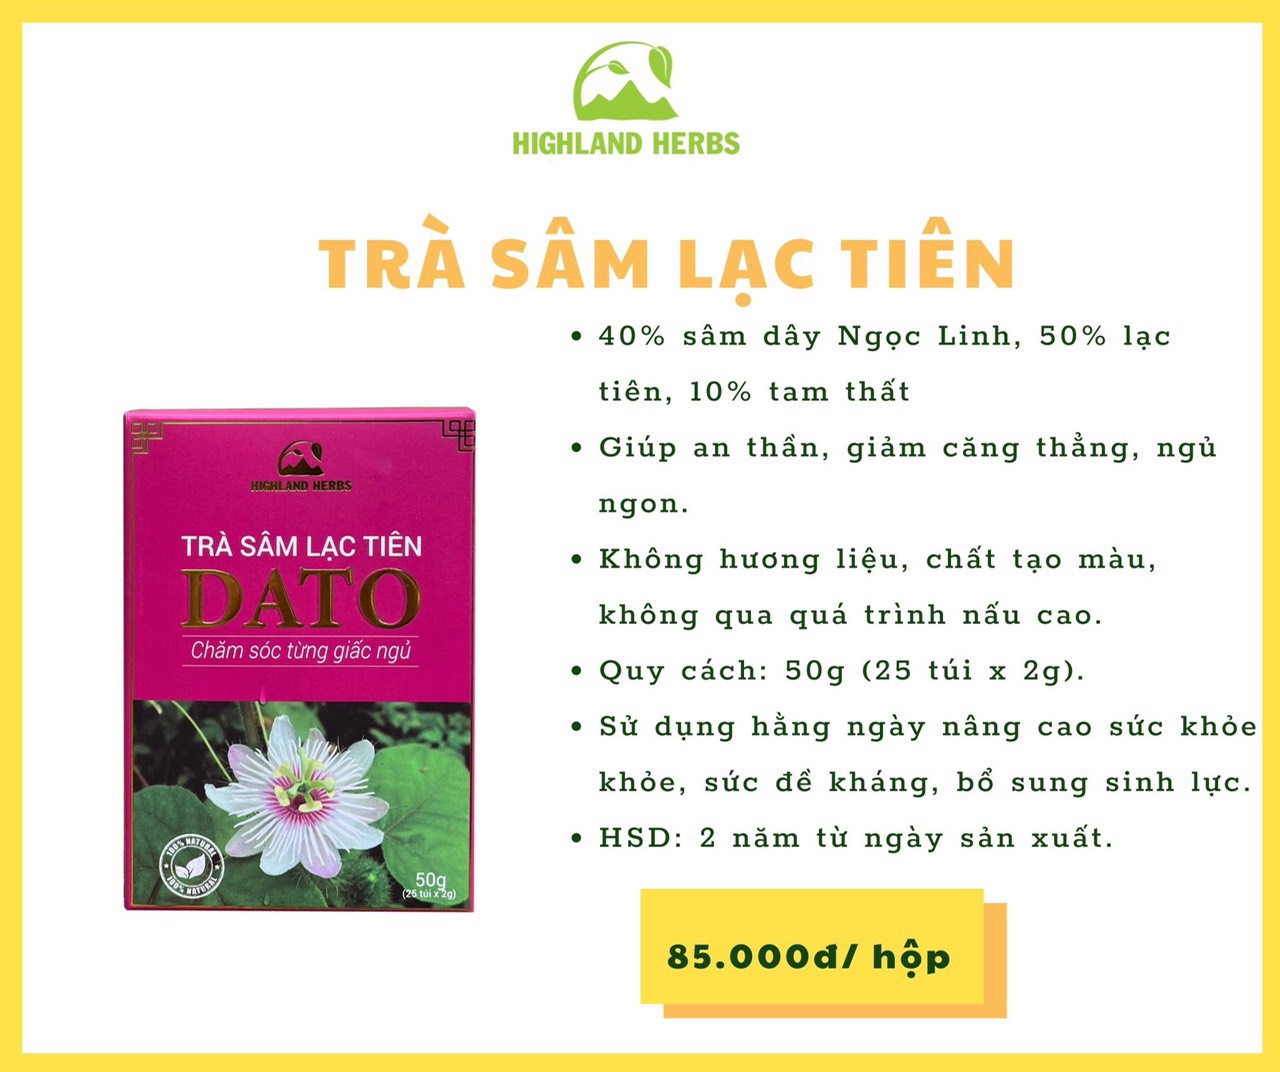 HIGHLAND HERBS
TRÀ SÂM LẠC TIÊN
40% sâm dây Ngọc Linh, 50% lạc
tiên, 10% tam thất
Giúp an thần, giảm căng thẳng, ngủ
ngon.
Không hương liệu, chất tạo màu,
không qua quá trình nấu cao.
Quy cách: 50g (25 túi x 2g).
Sử dụng hằng ngày nâng cao sức khỏe
khỏe, sức đề kháng, bổ sung sinh lực.
HSD: 2 năm từ ngày sản xuất.
85.000đ/ hộp
HIGHLAND HERBS
TRÀ SÂM LẠC TIÊN
DATO
Chăm sóc từng giấc ngủ
100% NATURAL
100% NATURAL
50g
(25 túi x 2g)